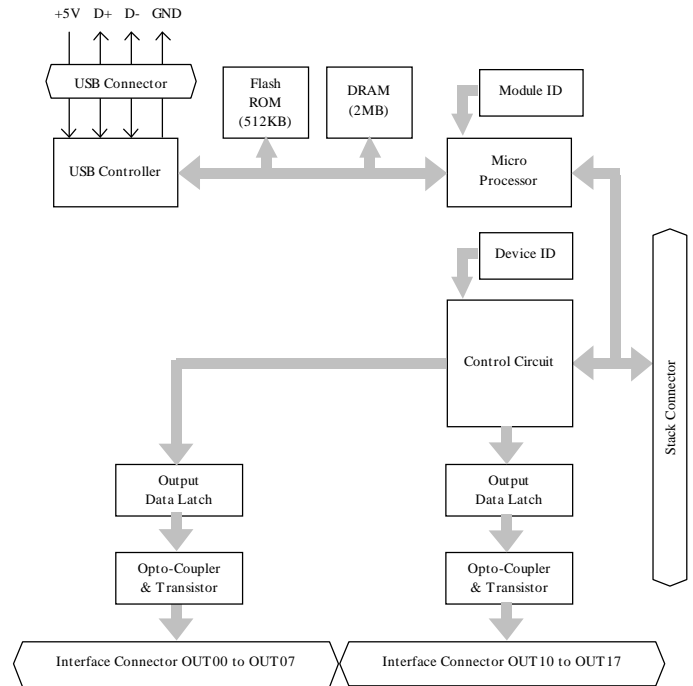 +5V D+ D- GND
USB Connector
Flash
ROM
(512KB)
DRAM
(2MB)
Module ID
USB Controller
Micro
Processor
Device ID
Control Circuit
Stack Connector
Output
Data Latch
Output
Data Latch
Opto-Coupler
& Transistor
Opto-Coupler
& Transistor
Interface Connector OUT00 to OUT07
Interface Connector OUT10 to OUT17